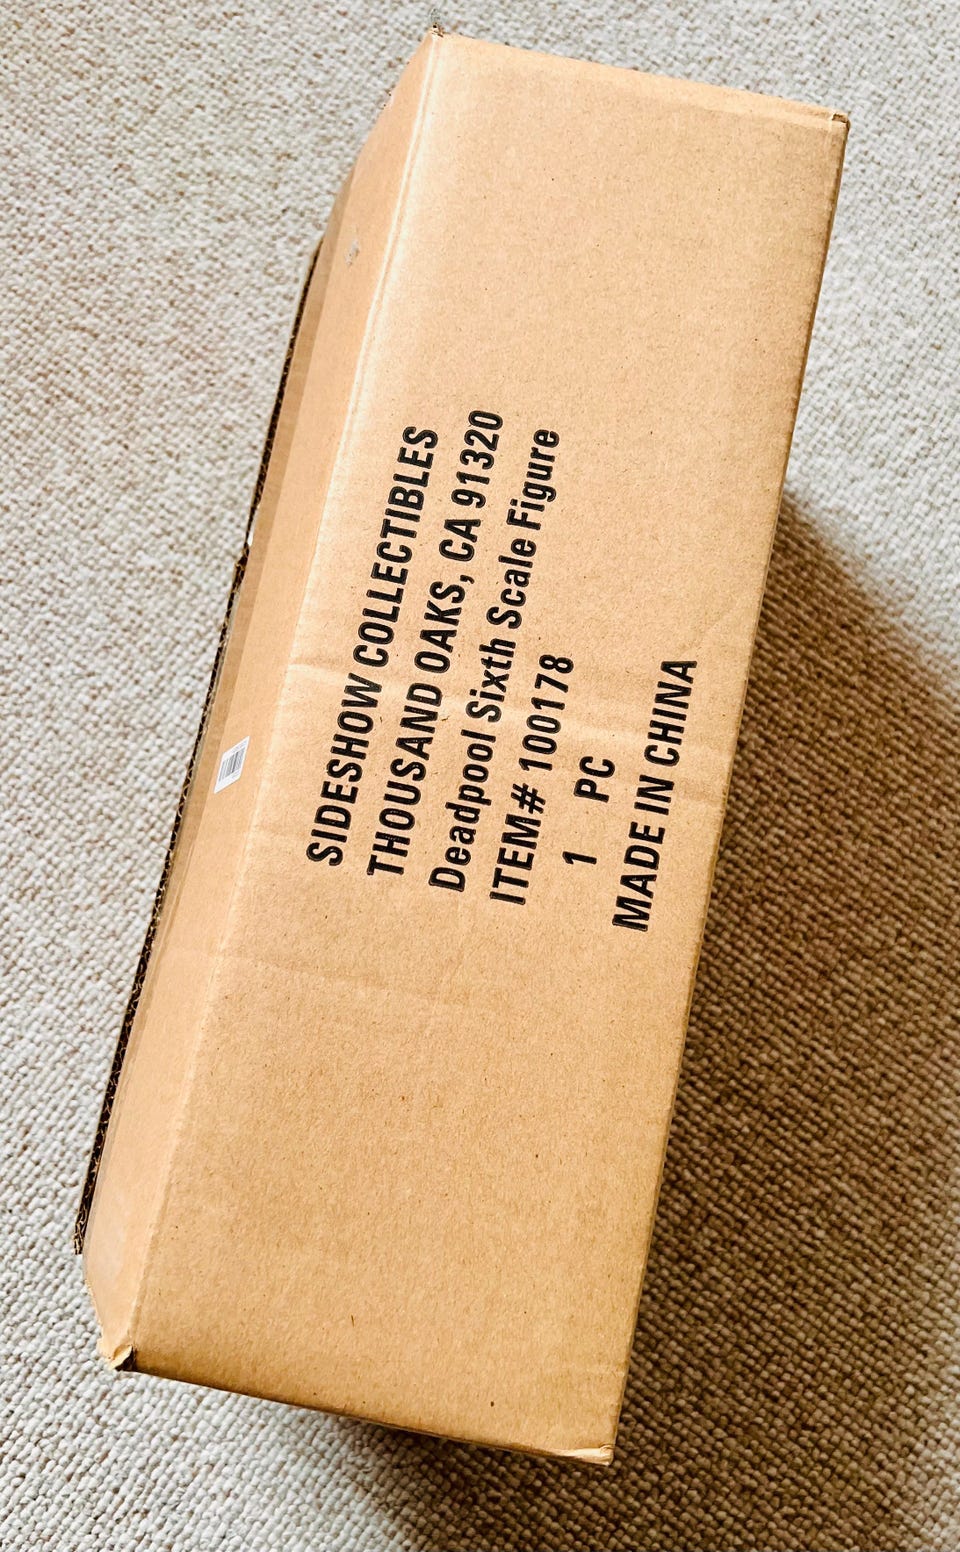 SIDESHOW COLLECTIBLES
THOUSAND OAKS, CA 91320
Deadpool Sixth Scale Figure
ITEM# 100178
1 PC
MADE IN CHINA